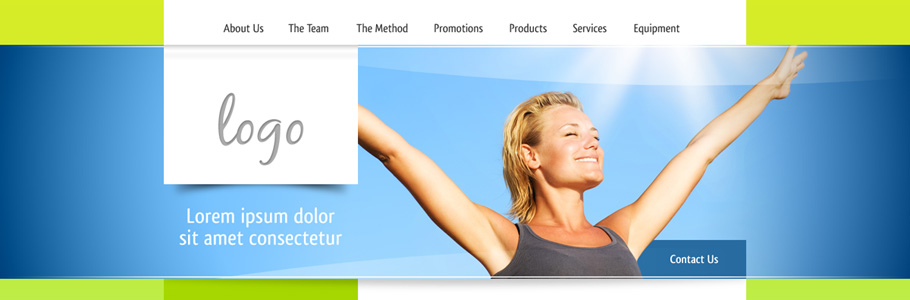 About Us The Team The Method Promotions Products Services Equipment
logo
Lorem ipsum dolor
sit amet consectetur
Contact Us